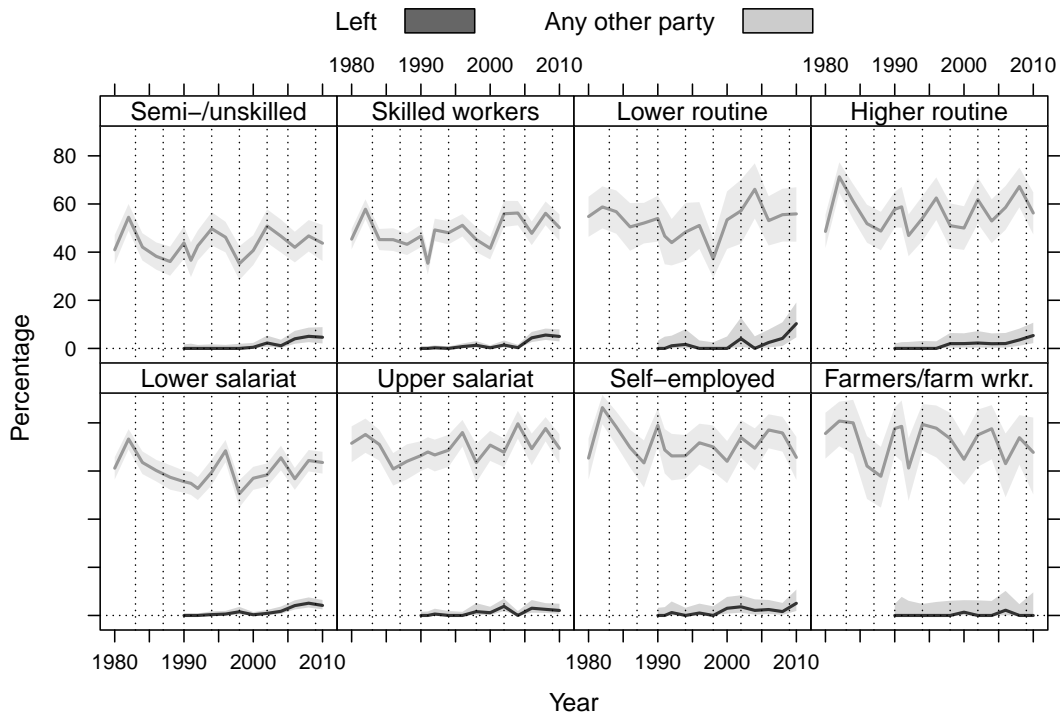 Left Any other party
1980 1990 2000 2010 1980 1990 2000 2010
Semi−/unskilled Skilled workers Lower routine Higher routine
80
60
40
20
0
Lower salariat Upper salariat Self−employed Farmers/farm wrkr.
1980 1990 2000 2010 1980 1990 2000 2010
Percentage
Year